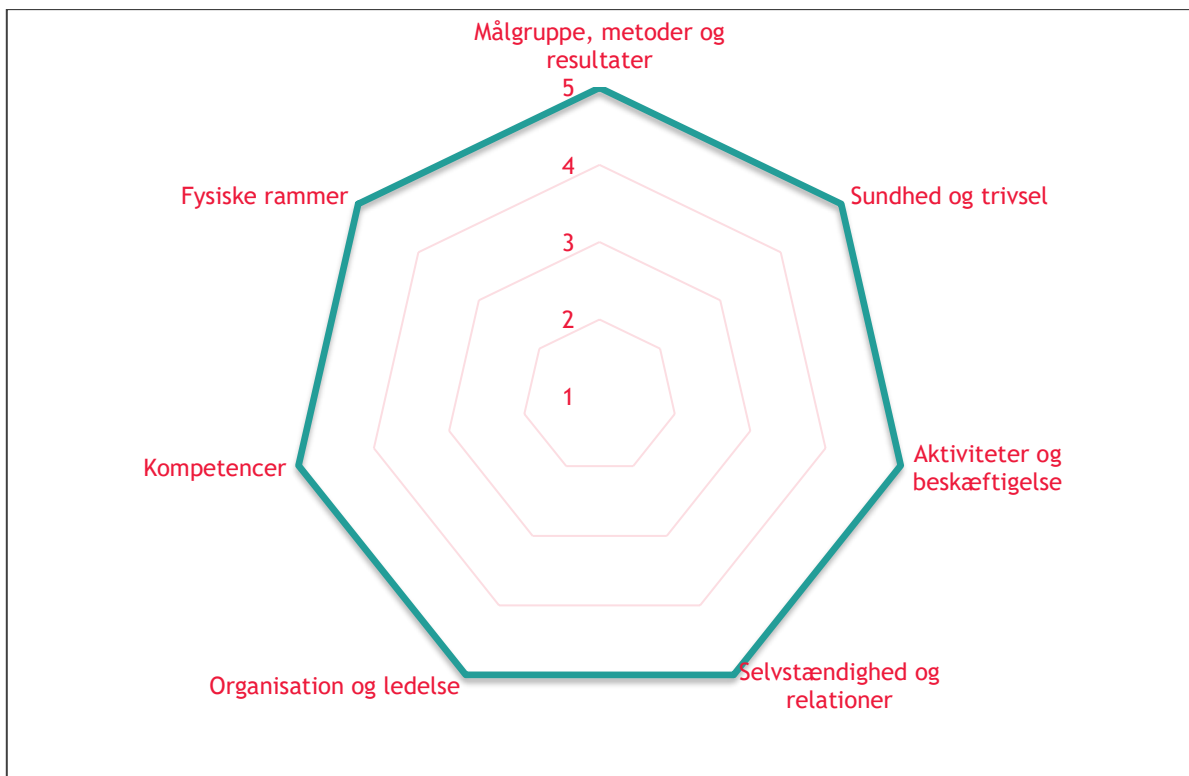 Målgruppe, metoder og
resultater
5
4
3
2
1
Sundhed og trivsel
Aktiviteter og
beskæftigelse
Selvstændighed og
relationer
Organisation og ledelse
Kompetencer
Fysiske rammer